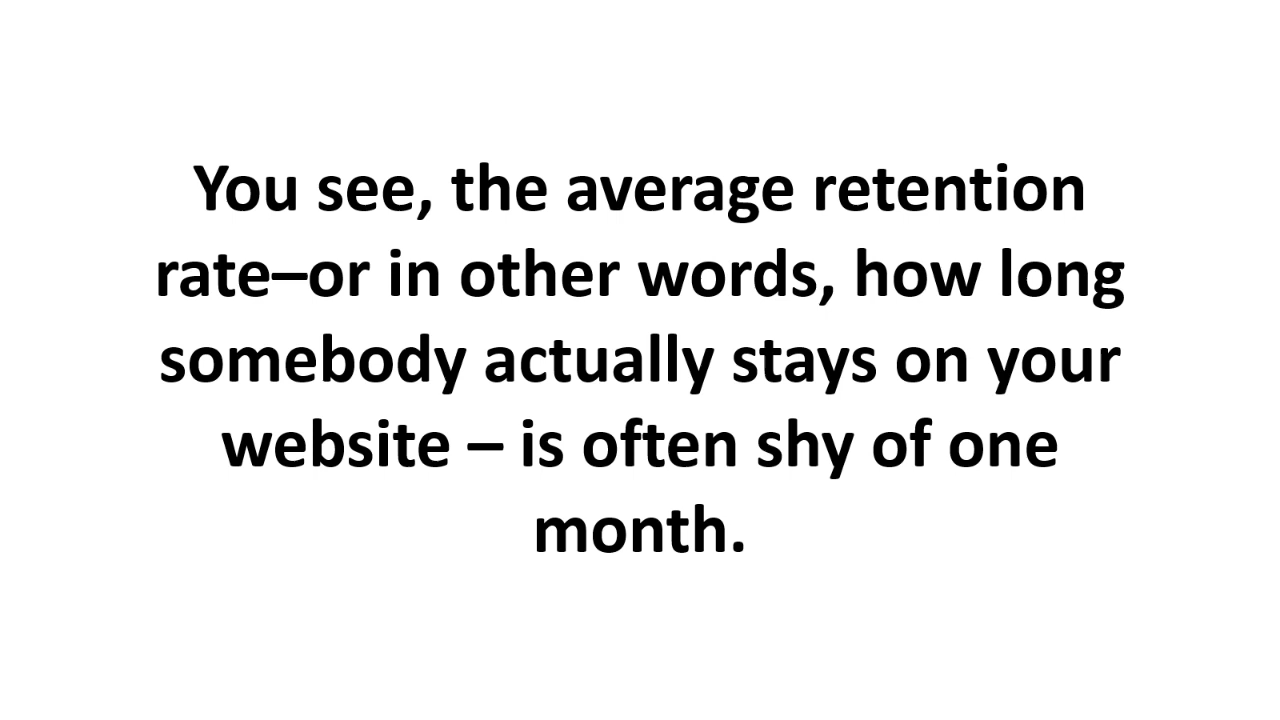 You see, the average retention
rate–or in other words, how long
somebody actually stays on your
website – is often shy of one
month.